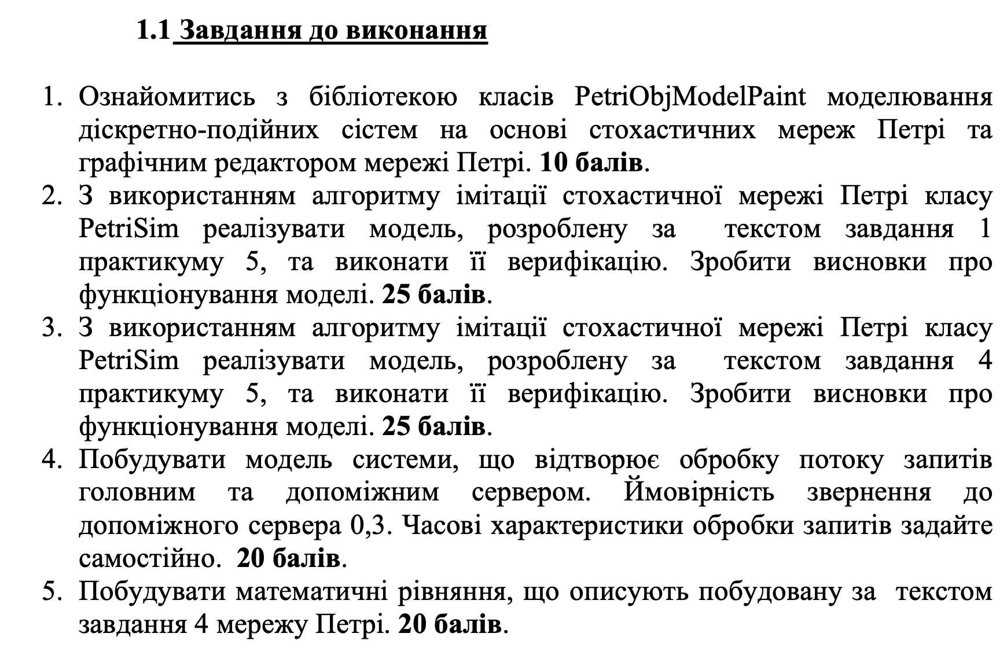 1.1 Завдання до виконання
1. Ознайомитись з бібліотекою класів PetriObjModelPaint моделювання
діскретно-подійних сістем на основі стохастичних мереж Петрі та
графічним редактором мережі Петрі. 10 балів.
2. З використанням алгоритму імітації стохастичної мережі Петрі класу
PetriSim реалізувати модель, розроблену за текстом завдання 1
практикуму 5, та виконати її верифікацію. Зробити висновки про
функціонування моделі. 25 балів.
3. З використанням алгоритму імітації стохастичної мережі Петрі класу
PetriSim реалізувати модель, розроблену за текстом завдання 4
практикуму 5, та виконати її верифікацію. Зробити висновки про
функціонування моделі. 25 балів.
4. Побудувати модель системи, що відтворює обробку потоку запитів
головним та допоміжним сервером. Ймовірність звернення до
допоміжного сервера 0,3. Часові характеристики обробки запитів задайте
самостійно. 20 балів.
5. Побудувати математичні рівняння, що описують побудовану за текстом
завдання 4 мережу Петрі. 20 балів.